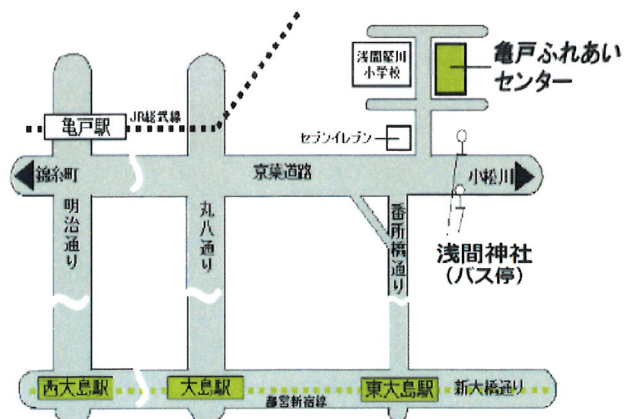 浅間竪川
小学校
亀戸ふれあい
センター
JR総武線
亀戸駅
セブンイレブン
錦糸町
京葉道路
小松川
明治通り
丸八通り
番所橋通り
浅間神社
(バス停)
西大島駅
大島駅
東大島駅
新大橋通り
都営新宿線